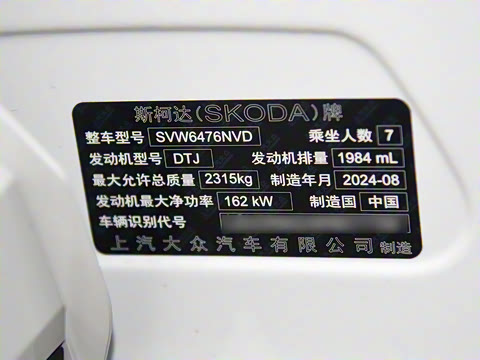 斯柯达(SKODA)牌
整车型号 SVW6476NVD 乘坐人数 7
发动机型号 DTJ 发动机排量 1984 mL
最大允许总质量 2315kg 制造年月 2024-08
发动机最大净功率 162 kW 制造国 中国
车辆识别代号
上汽大众汽车有限公司制造